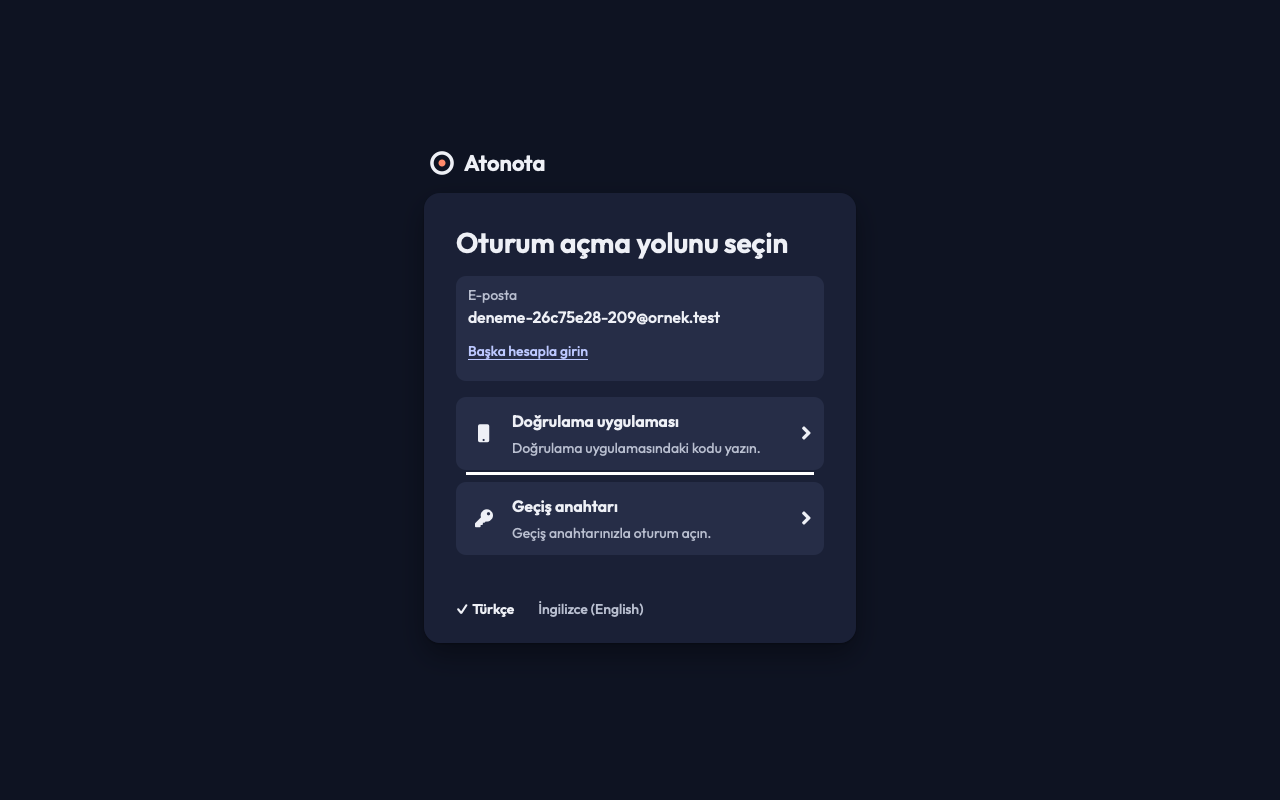 Atonota
Oturum açma yolunu seçin
E-posta
deneme-26c75e28-209@ornek.test
Başka hesapla girin
Doğrulama uygulaması
Doğrulama uygulamasındaki kodu yazın.
Geçiş anahtarı
Geçiş anahtarınızla oturum açın.
Türkçe
İngilizce (English)